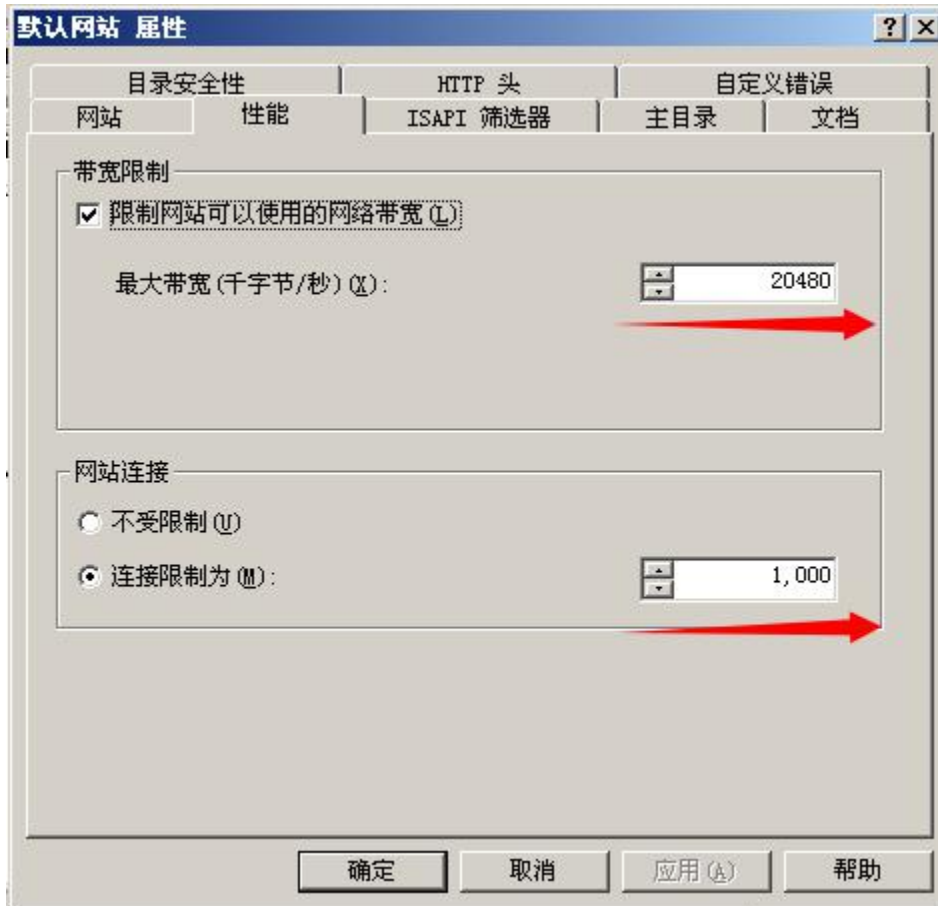 默认网站 属性
目录安全性 HTTP 头 自定义错误
网站 性能 ISAPI 筛选器 主目录 文档
带宽限制
限制网站可以使用的网络带宽(L)
最大带宽(千字节/秒)(X): 20480
网站连接
不受限制(U)
连接限制为(M): 1,000
确定 取消 应用(A) 帮助